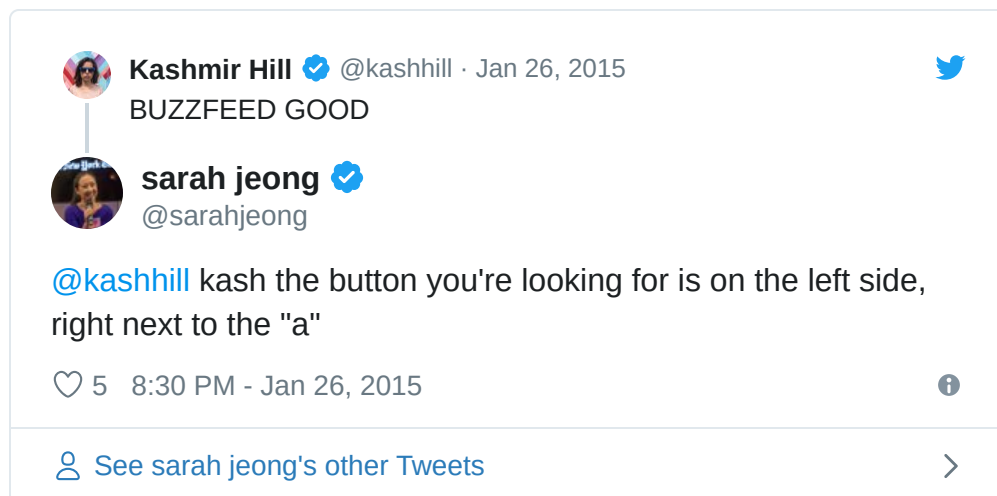 Kashmir Hill @kashhill · Jan 26, 2015
BUZZFEED GOOD
sarah jeong
@sarahjeong
@kashhill kash the button you're looking for is on the left side,
right next to the "a"
5 8:30 PM - Jan 26, 2015
See sarah jeong's other Tweets